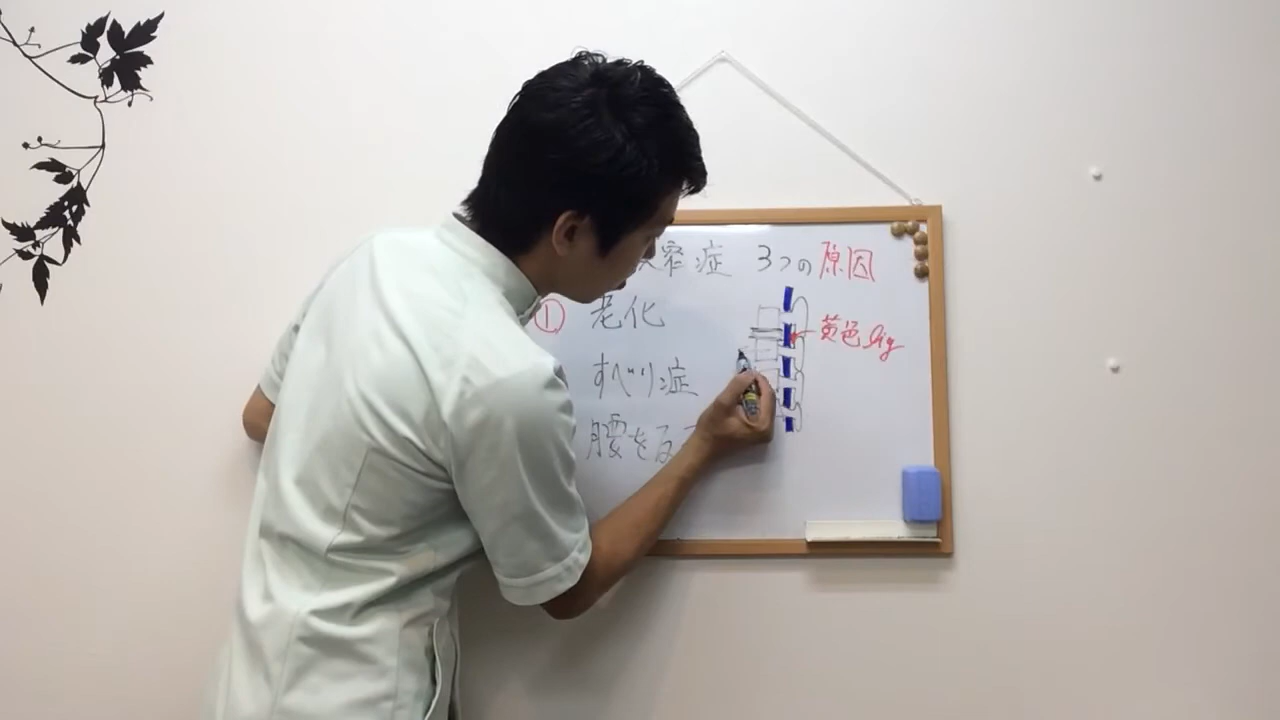 窄症 3つの原因
① 老化
すべり症
腰を反
黄色lig